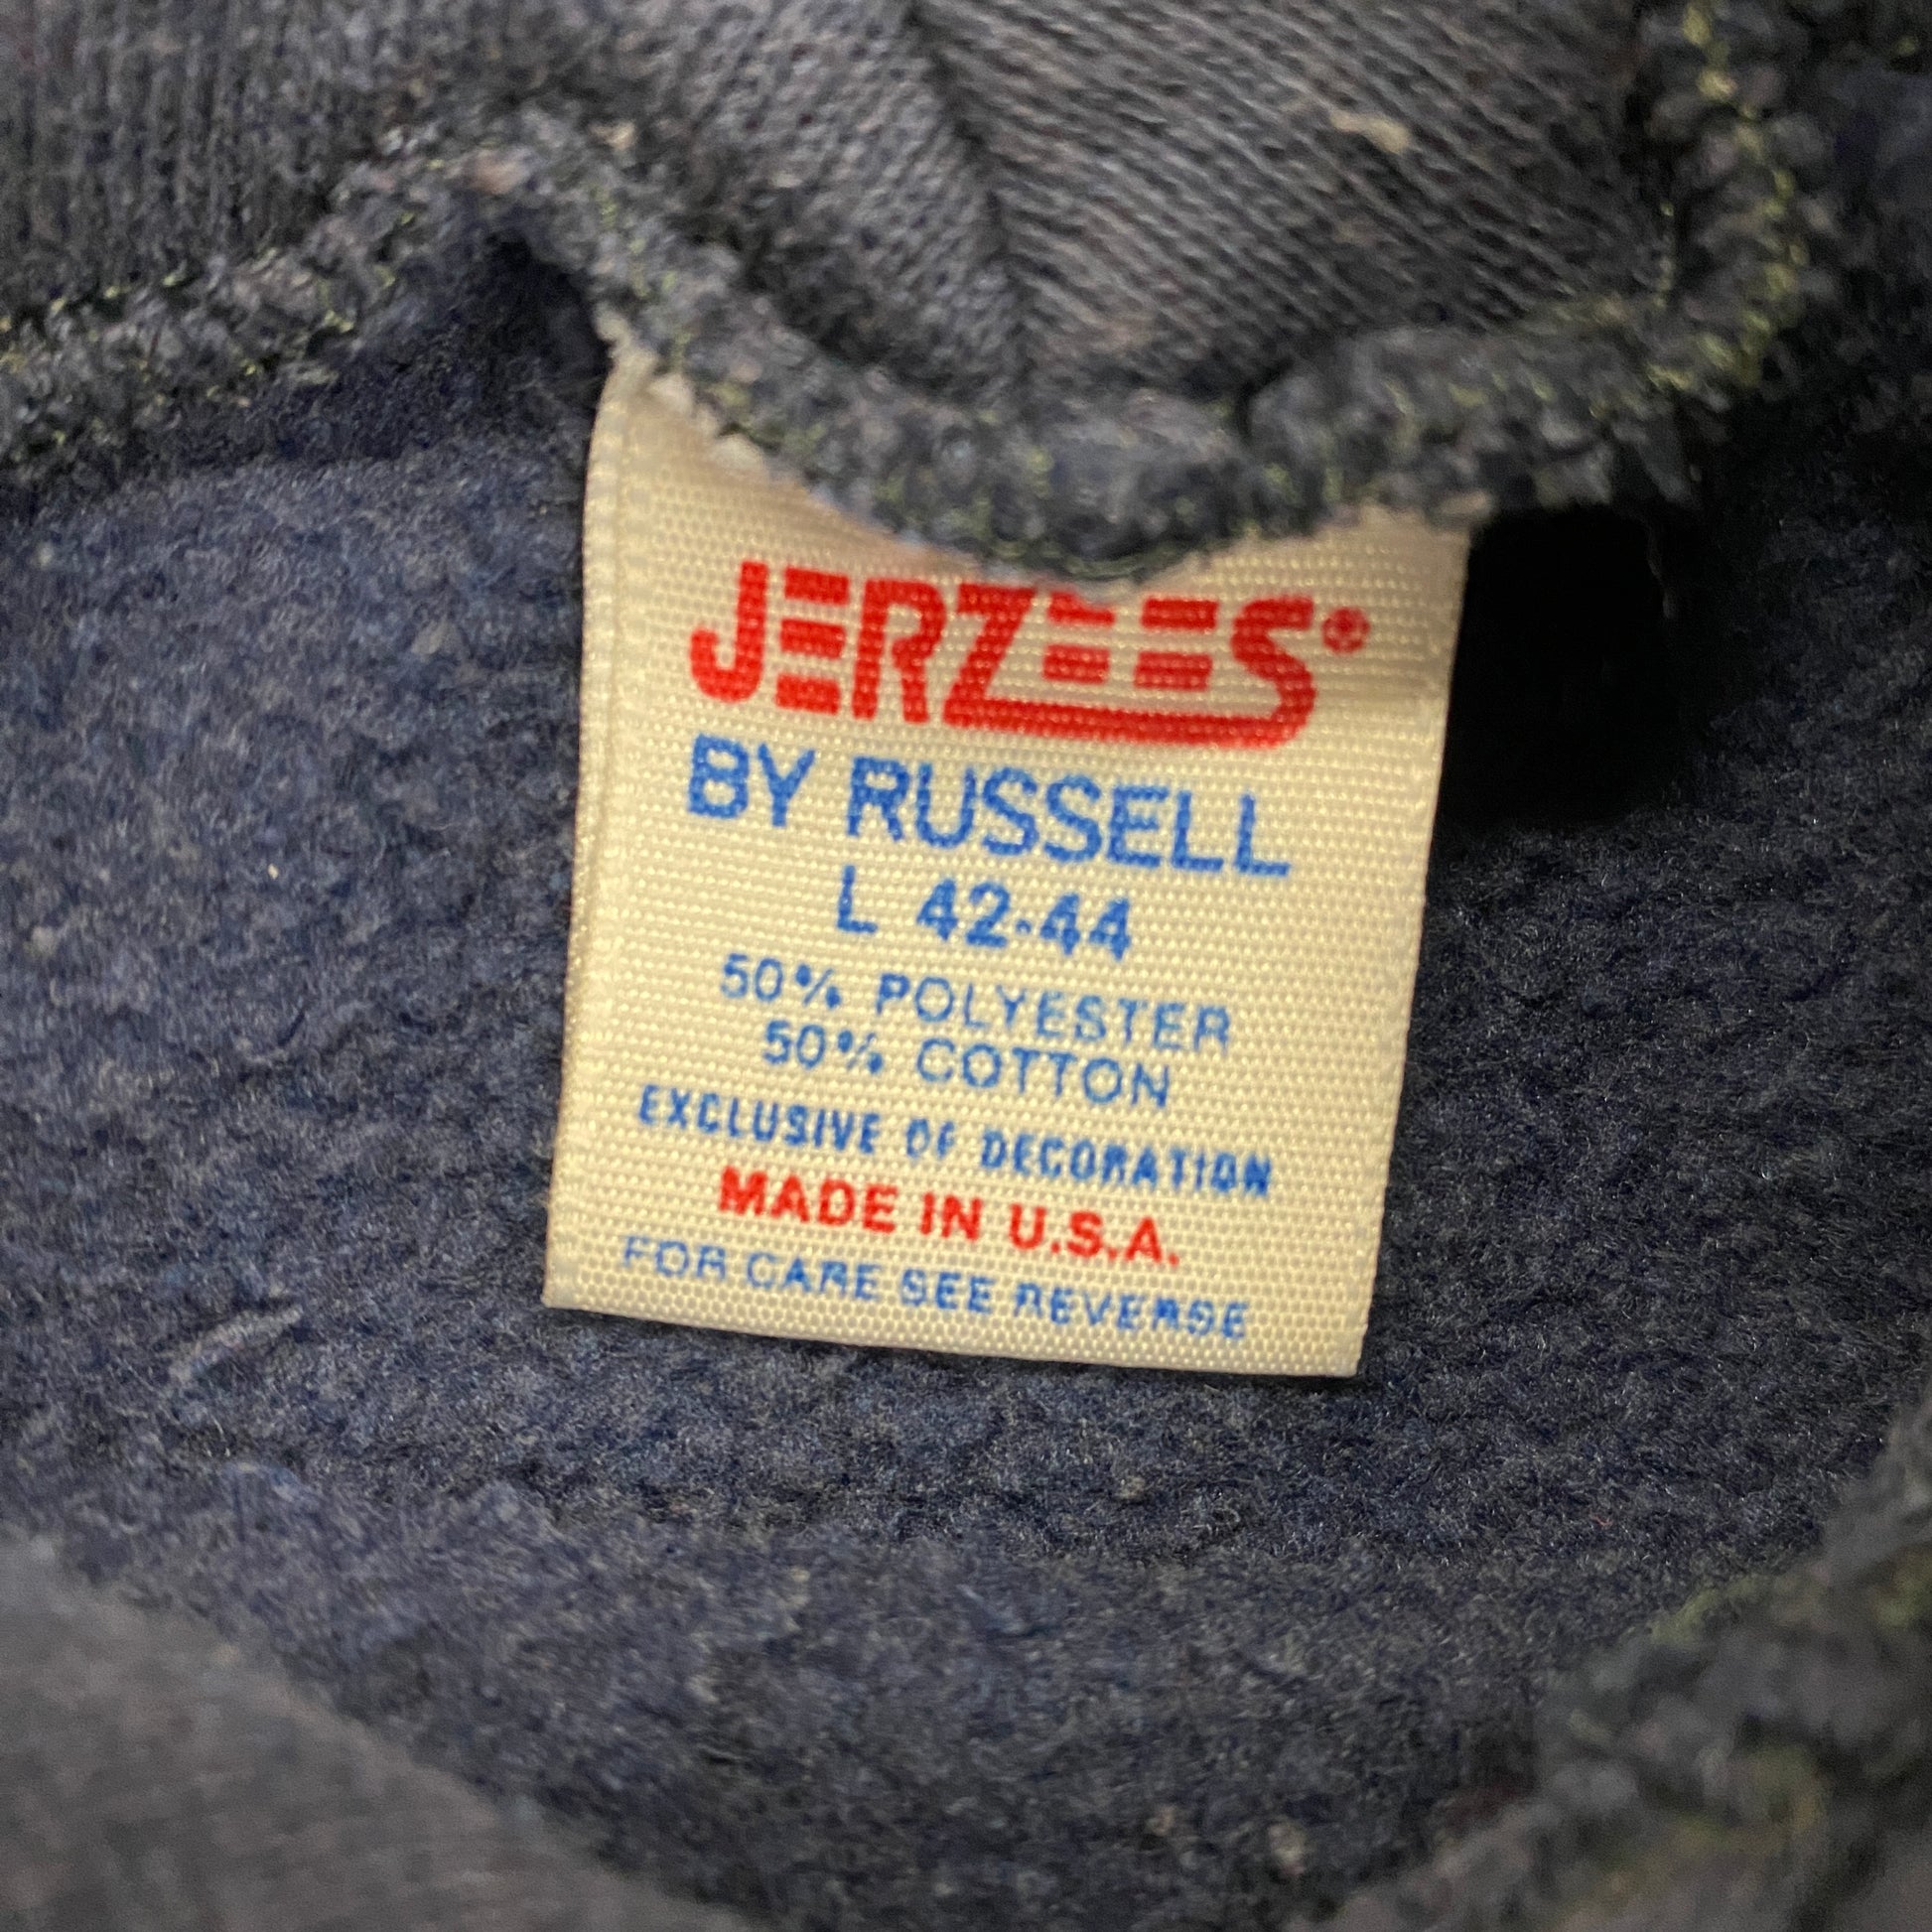 JERZEES®
BY RUSSELL
L 42-44
50% POLYESTER
50% COTTON
EXCLUSIVE OF DECORATION
MADE IN U.S.A.
FOR CARE SEE REVERSE